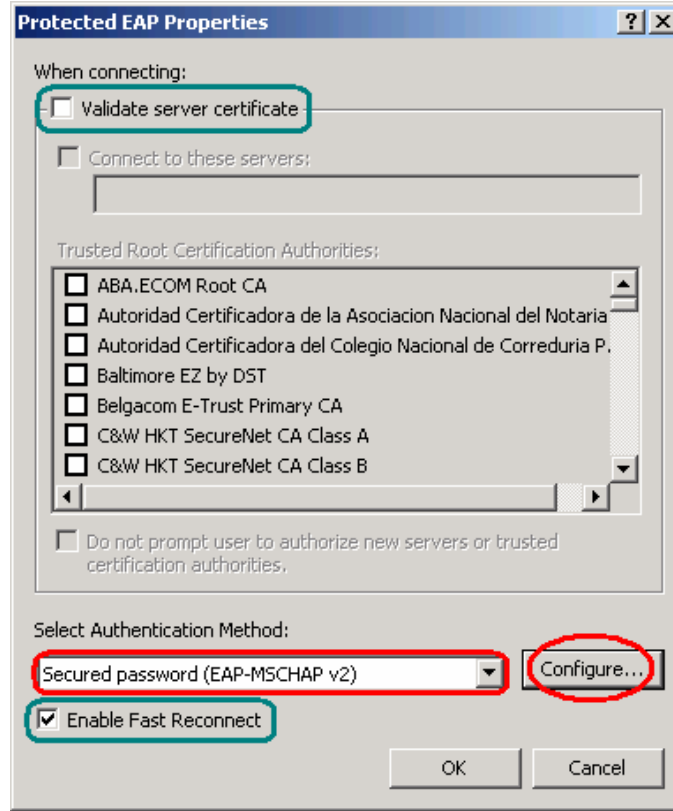 Protected EAP Properties
When connecting:
Validate server certificate
Connect to these servers:
Trusted Root Certification Authorities:
ABA.ECOM Root CA
Autoridad Certificadora de la Asociacion Nacional del Notaria
Autoridad Certificadora del Colegio Nacional de Correduria P.
Baltimore EZ by DST
Belgacom E-Trust Primary CA
C&W HKT SecureNet CA Class A
C&W HKT SecureNet CA Class B
Do not prompt user to authorize new servers or trusted
certification authorities.
Select Authentication Method:
Secured password (EAP-MSCHAP v2)
Configure...
Enable Fast Reconnect
OK
Cancel